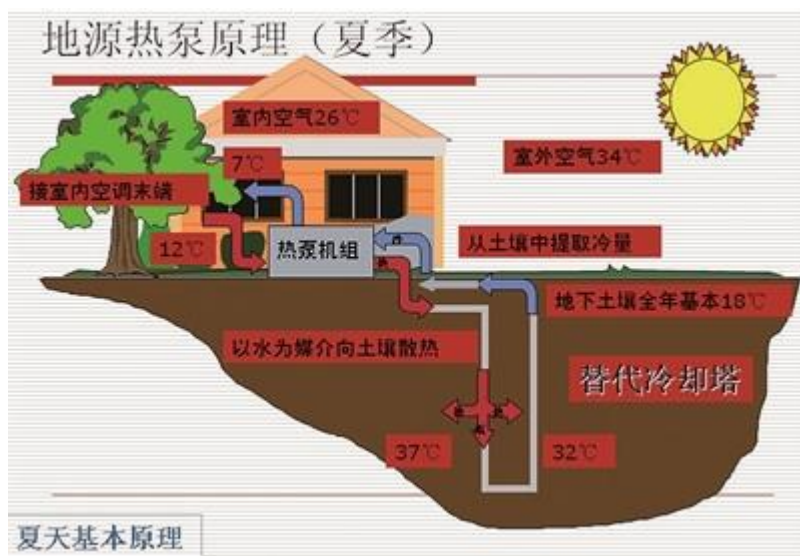 地源热泵原理（夏季）
室内空气26℃
室外空气34℃
7℃
接室内空调末端
12℃
热泵机组
从土壤中提取冷量
地下土壤全年基本18℃
以水为媒介向土壤散热
替代冷却塔
37℃
32℃
夏天基本原理